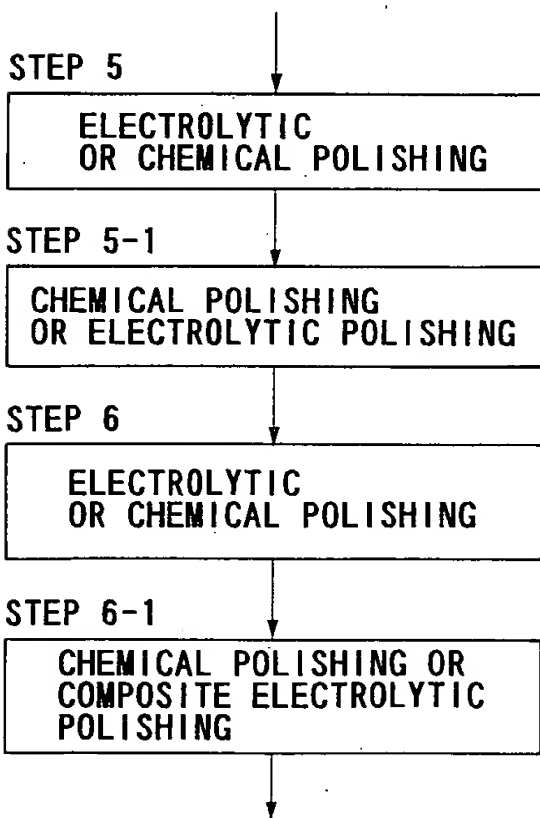 STEP 5
ELECTROLYTIC
OR CHEMICAL POLISHING
STEP 5-1
CHEMICAL POLISHING
OR ELECTROLYTIC POLISHING
STEP 6
ELECTROLYTIC
OR CHEMICAL POLISHING
STEP 6-1
CHEMICAL POLISHING OR
COMPOSITE ELECTROLYTIC
POLISHING